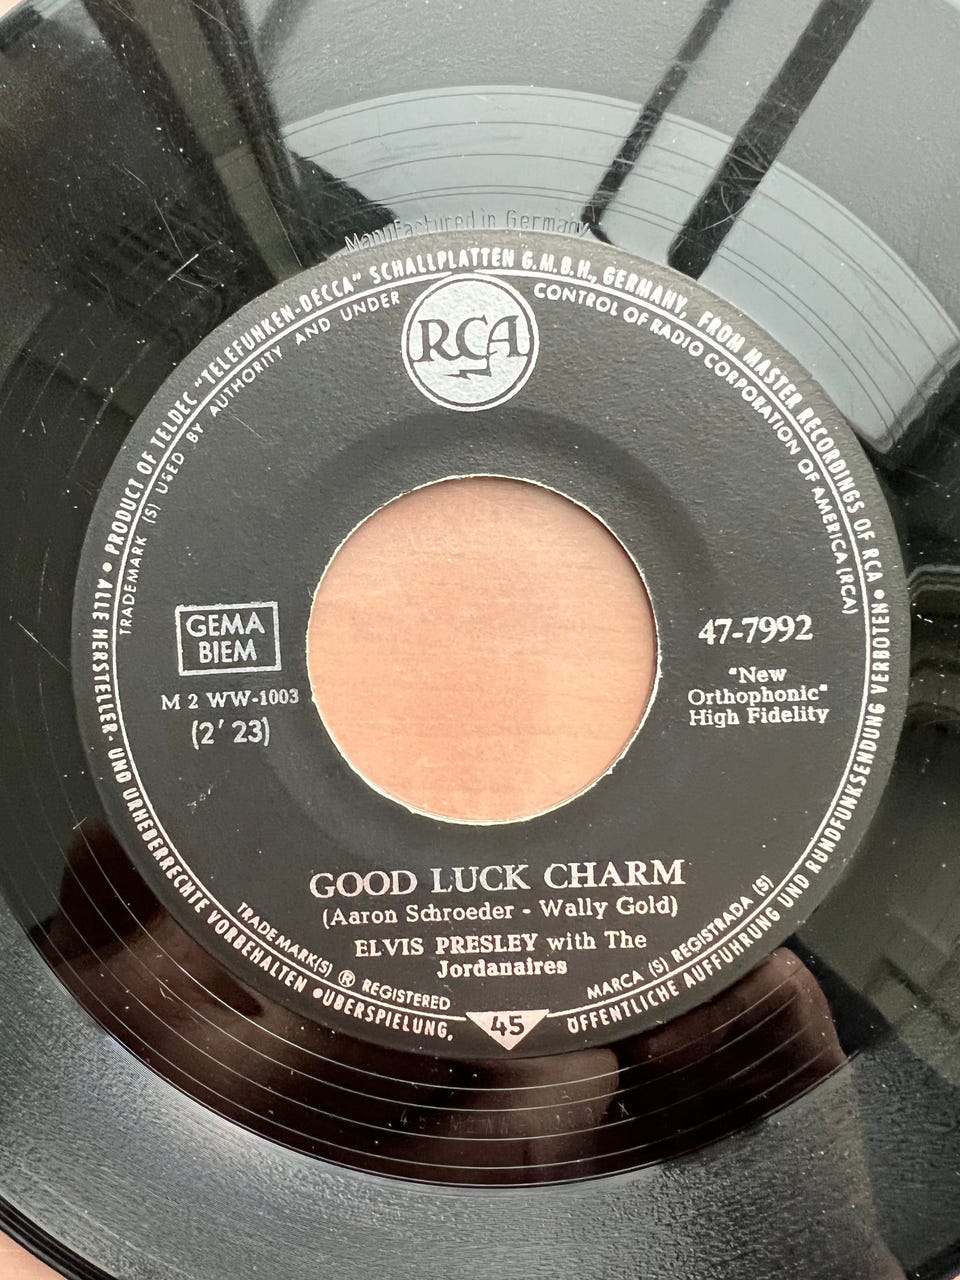 Manufactured in Germany
• PRODUCT OF TELDEC "TELEFUNKEN-DECCA" SCHALLPLATTEN G.M.B.H., GERMANY, FROM MASTER RECORDINGS OF RCA •
TRADEMARK (S) USED BY AUTHORITY AND UNDER CONTROL OF RADIO CORPORATION OF AMERICA (RCA)
RCA
GEMA
BIEM
M 2 WW-1003
(2′ 23)
47-7992
"New
Orthophonic"
High Fidelity
GOOD LUCK CHARM
(Aaron Schroeder - Wally Gold)
ELVIS PRESLEY with The
Jordanaires
TRADEMARK(S) ® REGISTERED
MARCA (S) REGISTRADA (S)
ALLE HERSTELLER- UND URHEBERRECHTE VORBEHALTEN • UBERSPIELUNG, ÖFFENTLICHE AUFFUHRUNG UND RUNDFUNKSENDUNG VERBOTEN
45